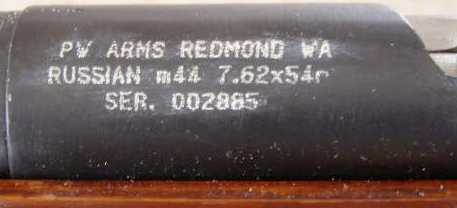 PW ARMS REDMOND WA
RUSSIAN m44 7.62x54r
SER. 002885